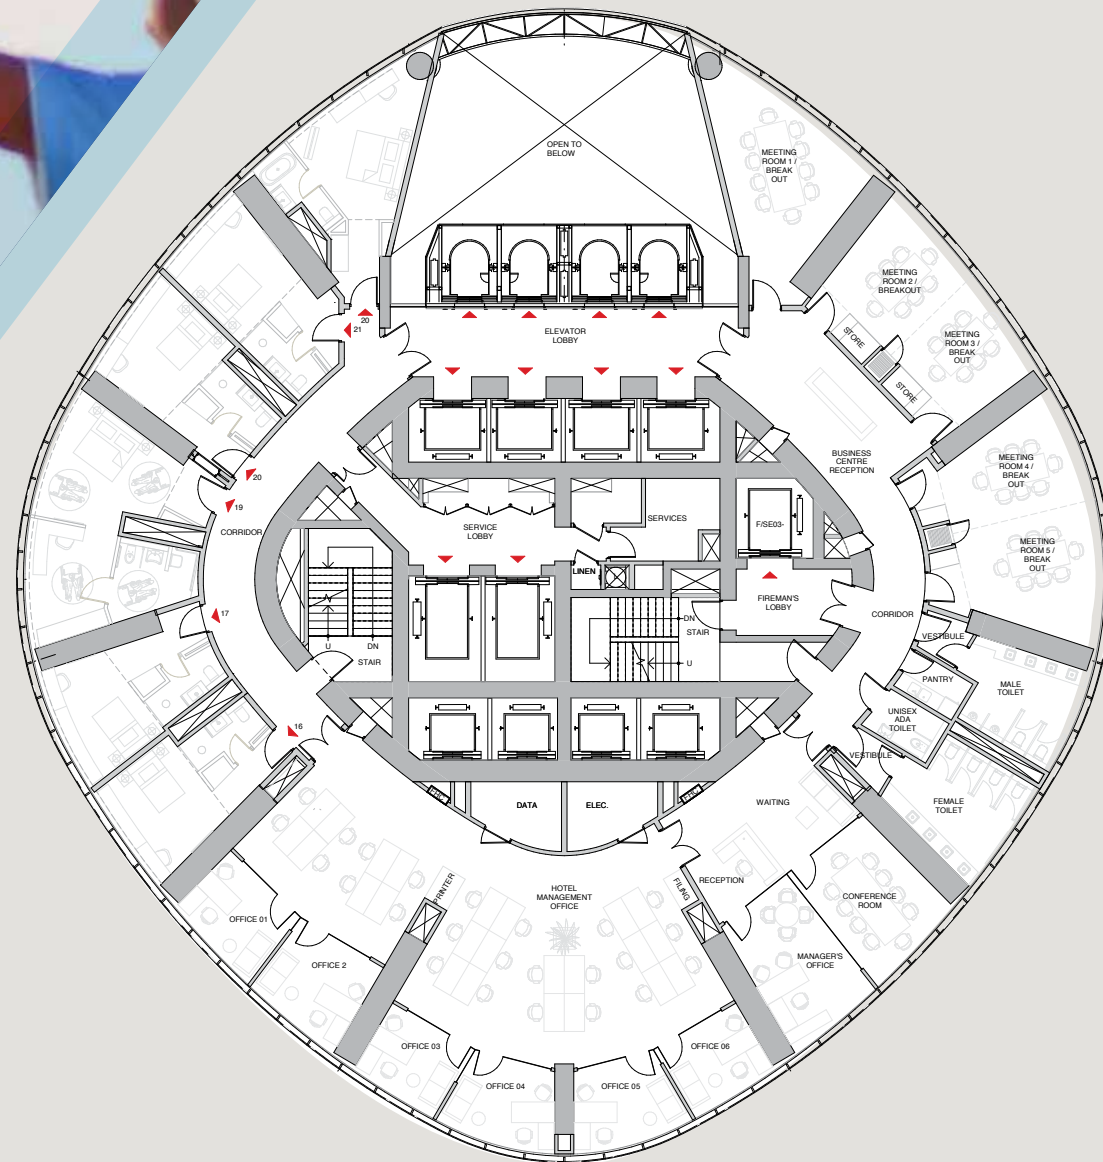 OPEN TO
BELOW
MEETING
ROOM 1 /
BREAK
OUT
MEETING
ROOM 2 /
BREAKOUT
MEETING
ROOM 3 /
BREAK
OUT
STORE
STORE
20
21
ELEVATOR
LOBBY
BUSINESS
CENTRE
RECEPTION
MEETING
ROOM 4 /
BREAK
OUT
20
19
CORRIDOR
SERVICE
LOBBY
SERVICES
F/SE03-
MEETING
ROOM 5 /
BREAK
OUT
LINEN
FIREMAN'S
LOBBY
CORRIDOR
17
DN
STAIR
U
U
DN
STAIR
VESTIBULE
PANTRY
MALE
TOILET
UNISEX
ADA
TOILET
16
VESTIBULE
DATA
ELEC.
WAITING
FEMALE
TOILET
PRINTER
HOTEL
MANAGEMENT
OFFICE
FILING
RECEPTION
CONFERENCE
ROOM
OFFICE 01
OFFICE 2
MANAGER'S
OFFICE
OFFICE 03
OFFICE 04
OFFICE 05
OFFICE 06